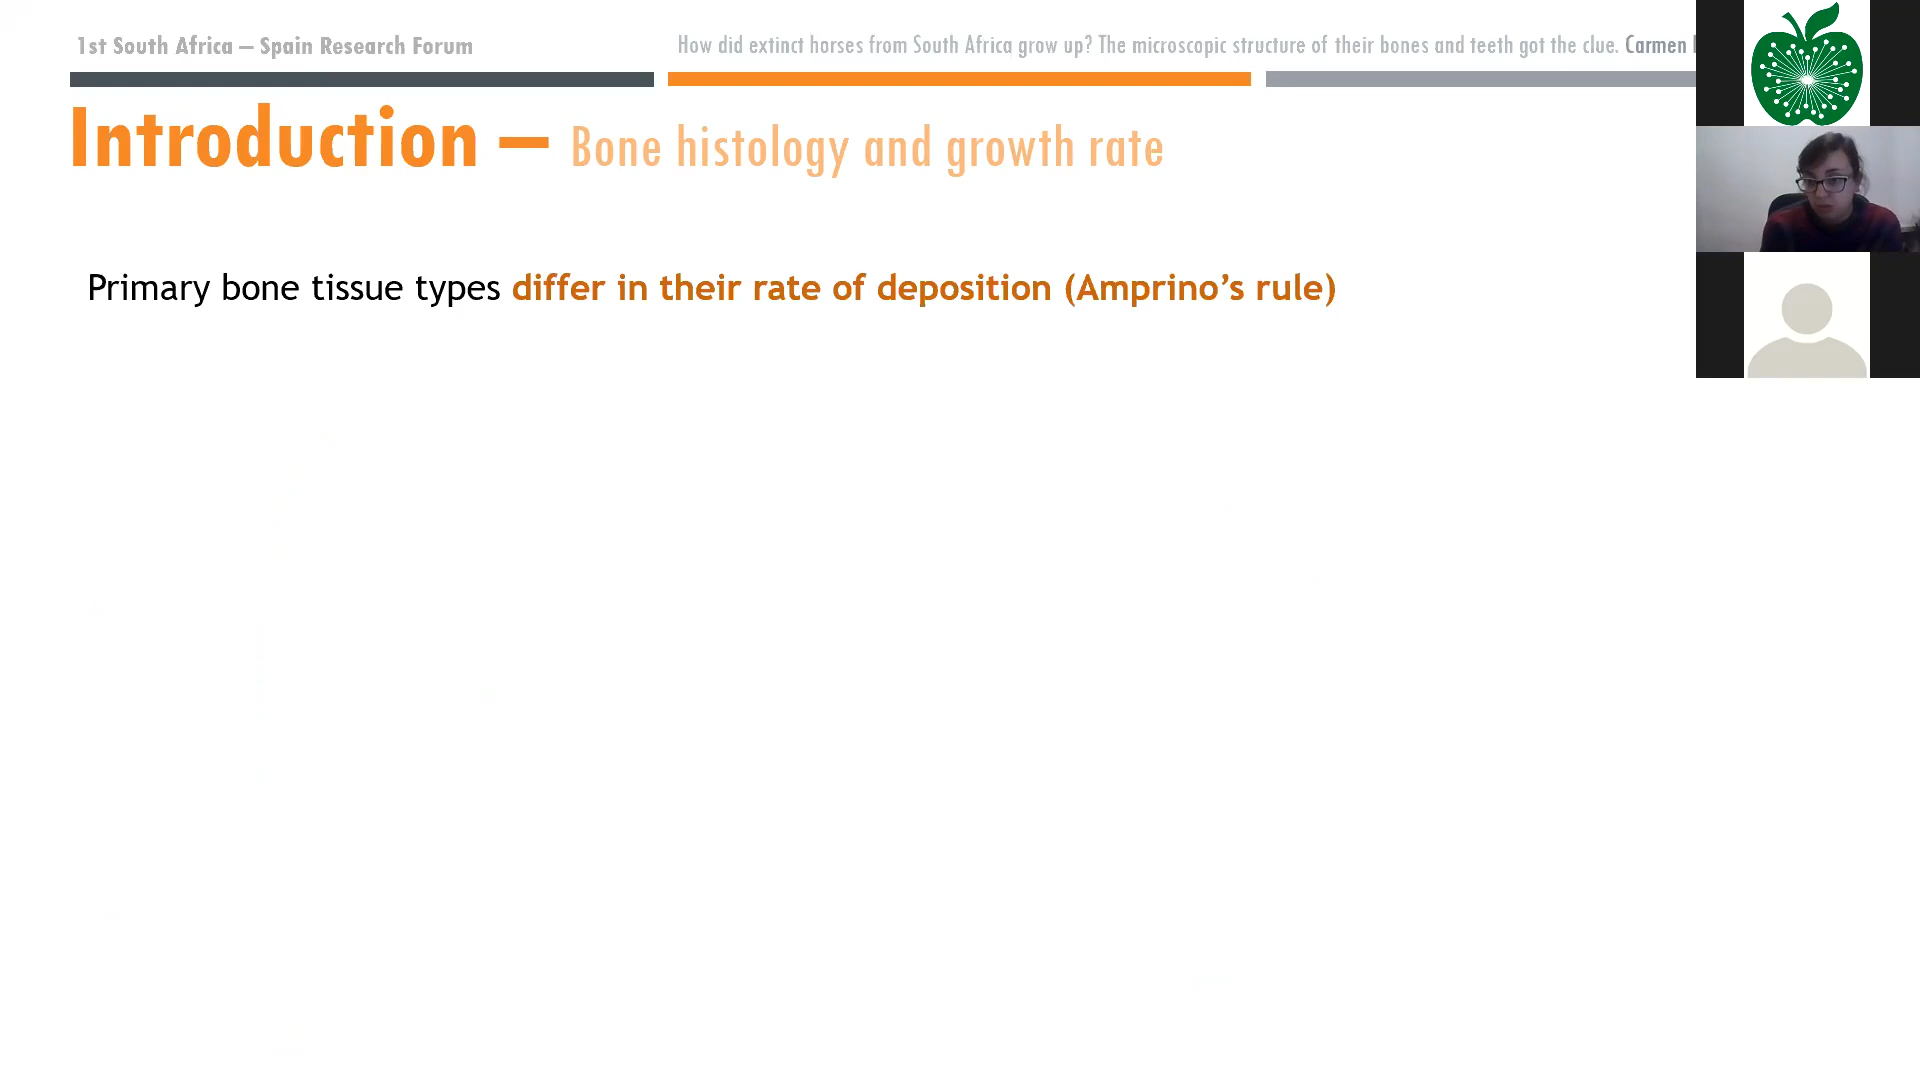 1st South Africa – Spain Research Forum
How did extinct horses from South Africa grow up? The microscopic structure of their bones and teeth got the clue. Carmen
Introduction – Bone histology and growth rate
Primary bone tissue types differ in their rate of deposition (Amprino’s rule)